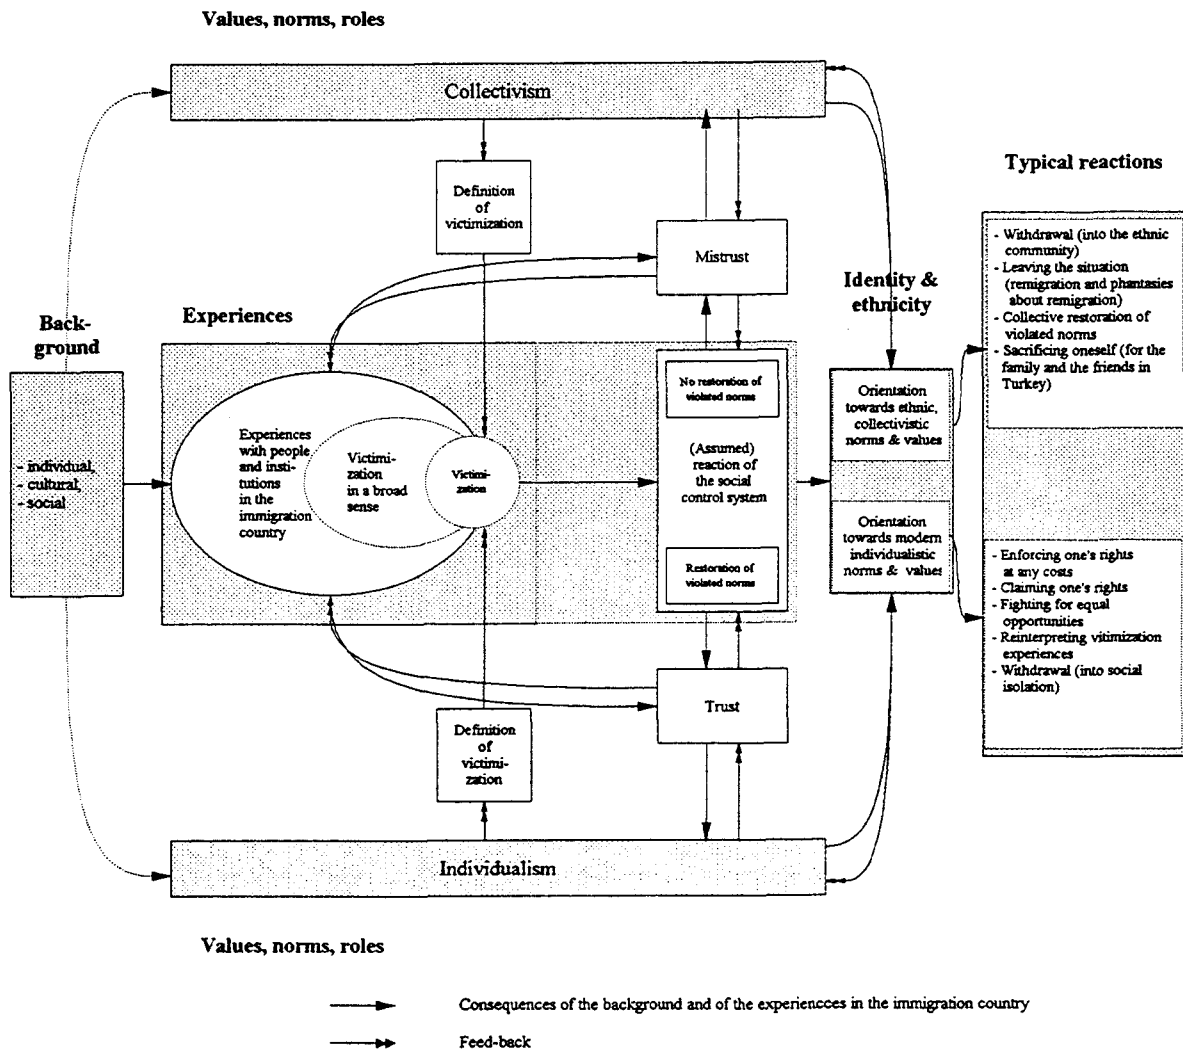 Values, norms, roles
Collectivism
Typical reactions
Definition
of
victimization
- Withdrawal (into the ethnic
community)
- Leaving the situation
(remigration and phantasies
about remigration)
- Collective restoration of
violated norms
- Sacrificing oneself (for the
family and the friends in
Turkey)
Mistrust
Identity &
ethnicity
Back-
ground
Experiences
- individual,
- cultural,
- social
Experiences
with people
and insti-
tutions
in the
immigration
country
Victimi-
zation
in a broad
sense
Victimi-
zation
No restoration of
violated norms
(Assumed)
reaction of
the social
control system
Restoration of
violated norms
Orientation
towards ethnic,
collectivistic
norms & values
Orientation
towards modern
individualistic
norms & values
- Enforcing one's rights
at any costs
- Claiming one's rights
- Fighting for equal
opportunities
- Reinterpreting vitimization
experiences
- Withdrawal (into social
isolation)
Trust
Definition
of
victimi-
zation
Individualism
Values, norms, roles
Consequences of the background and of the experiencces in the immigration country
Feed-back